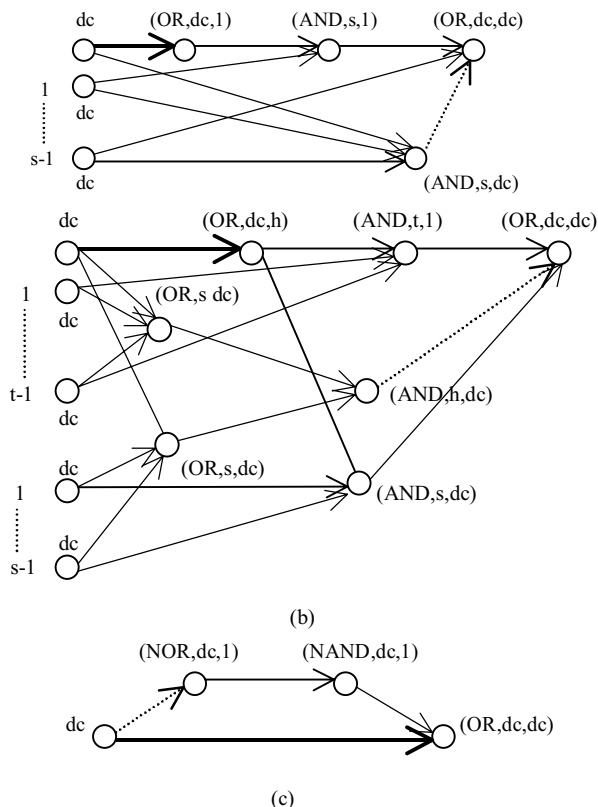 dc (OR,dc,1) (AND,s,1) (OR,dc,dc)
1
dc
s-1
dc
(AND,s,dc)
dc (OR,dc,h) (AND,t,1) (OR,dc,dc)
1
dc
(OR,s dc)
t-1
dc
(AND,h,dc)
dc
(OR,s,dc)
1
(AND,s,dc)
dc
s-1
(b)
(NOR,dc,1) (NAND,dc,1)
dc
(OR,dc,dc)
(c)